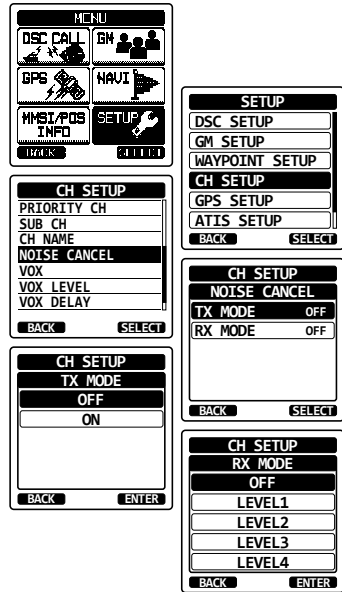 MENU
DSC CALL GM
GPS NAVI
MMSI/POS INFO SETUP
BACK SELECT
SETUP
DSC SETUP
GM SETUP
WAYPOINT SETUP
CH SETUP
GPS SETUP
ATIS SETUP
BACK SELECT
CH SETUP
PRIORITY CH
SUB CH
CH NAME
NOISE CANCEL
VOX
VOX LEVEL
VOX DELAY
BACK SELECT
CH SETUP
NOISE CANCEL
TX MODE OFF
RX MODE OFF
BACK SELECT
CH SETUP
TX MODE
OFF
ON
BACK ENTER
CH SETUP
RX MODE
OFF
LEVEL1
LEVEL2
LEVEL3
LEVEL4
BACK ENTER